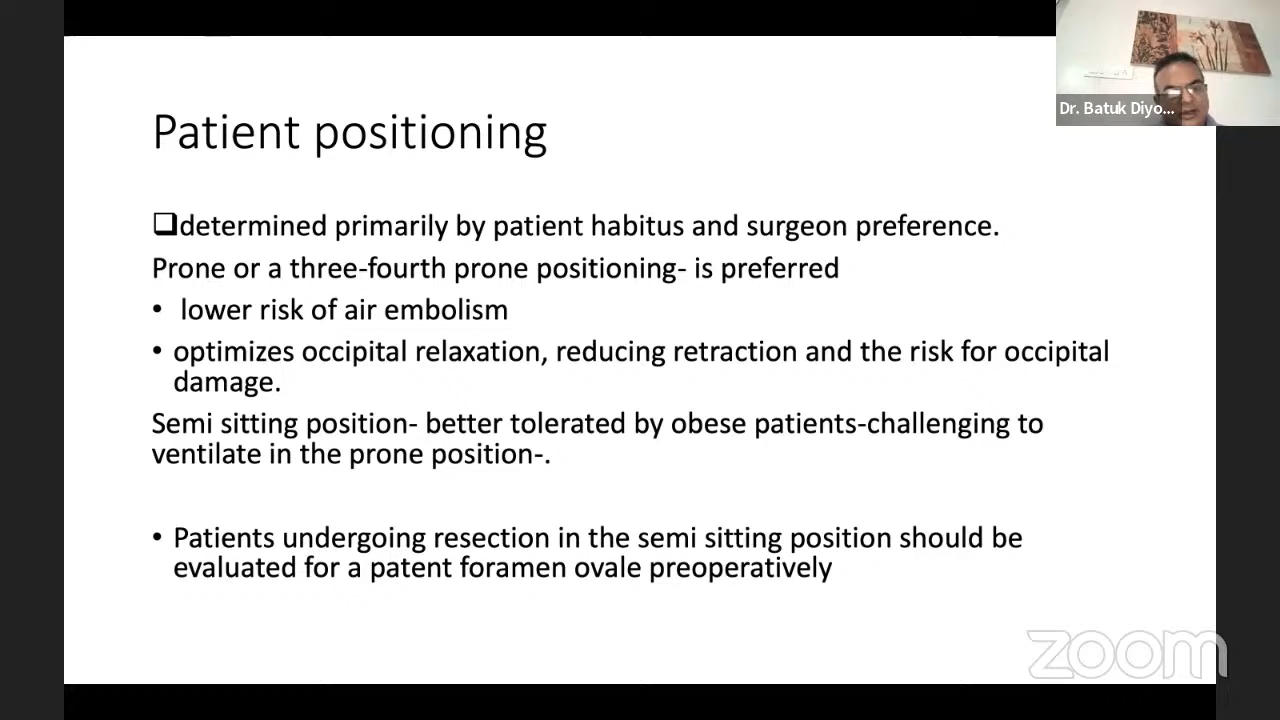 Dr. Batuk Diyo...
Patient positioning
❑determined primarily by patient habitus and surgeon preference.
Prone or a three-fourth prone positioning- is preferred
• lower risk of air embolism
• optimizes occipital relaxation, reducing retraction and the risk for occipital
damage.
Semi sitting position- better tolerated by obese patients-challenging to
ventilate in the prone position-.
• Patients undergoing resection in the semi sitting position should be
evaluated for a patent foramen ovale preoperatively
zoom